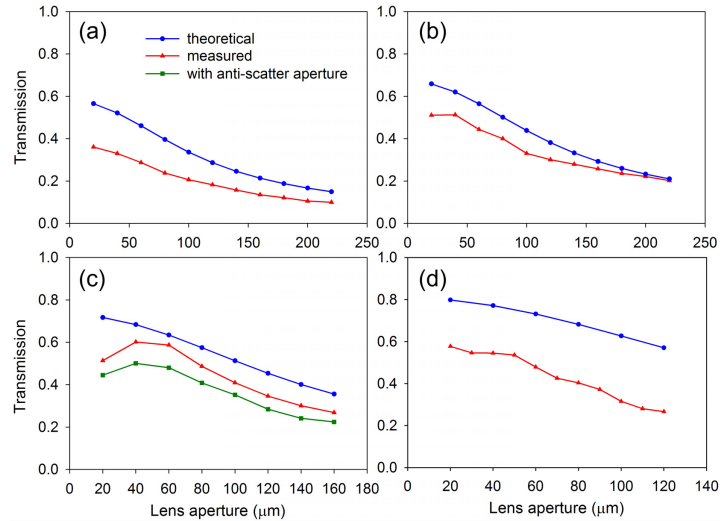 (a)
theoretical
measured
with anti-scatter aperture
Transmission
1.0
0.8
0.6
0.4
0.2
0.0
0 50 100 150 200 250
(b)
1.0
0.8
0.6
0.4
0.2
0.0
0 50 100 150 200 250
(c)
Transmission
1.0
0.8
0.6
0.4
0.2
0.0
0 20 40 60 80 100 120 140 160 180
Lens aperture (μm)
(d)
1.0
0.8
0.6
0.4
0.2
0.0
0 20 40 60 80 100 120 140
Lens aperture (μm)